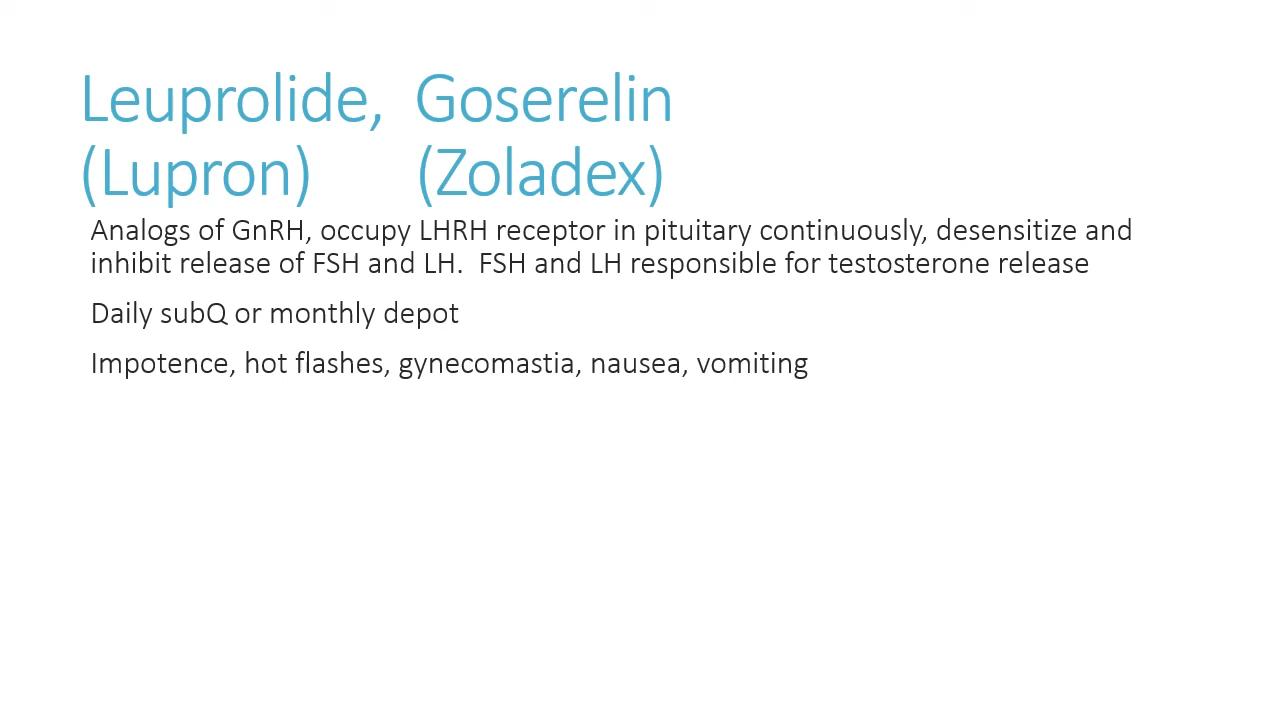 Leuprolide,  Goserelin
(Lupron)      (Zoladex)
Analogs of GnRH, occupy LHRH receptor in pituitary continuously, desensitize and
inhibit release of FSH and LH.  FSH and LH responsible for testosterone release
Daily subQ or monthly depot
Impotence, hot flashes, gynecomastia, nausea, vomiting